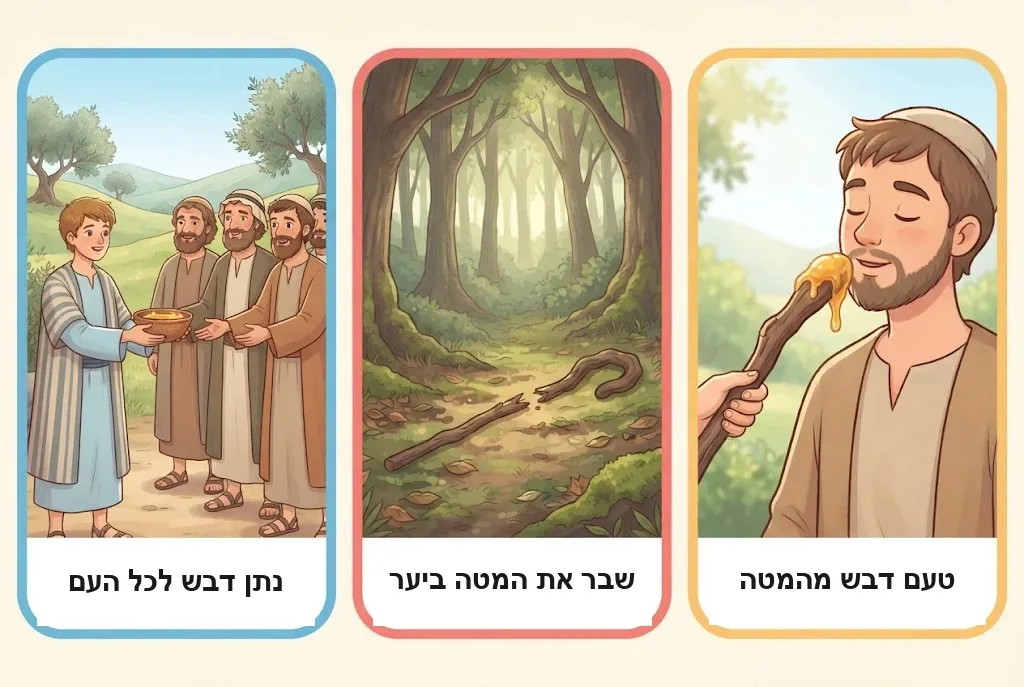 טעם דבש מהמטה
שבר את המטה ביער
נתן דבש לכל העם